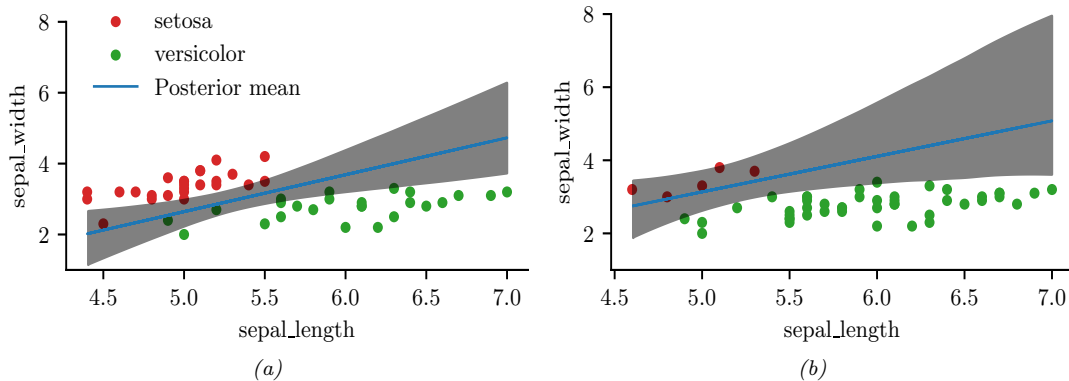 setosa
versicolor
Posterior mean
8
6
4
2
sepal_width
4.5 5.0 5.5 6.0 6.5 7.0
sepal_length
(a)
8
6
4
2
sepal_width
4.5 5.0 5.5 6.0 6.5 7.0
sepal_length
(b)